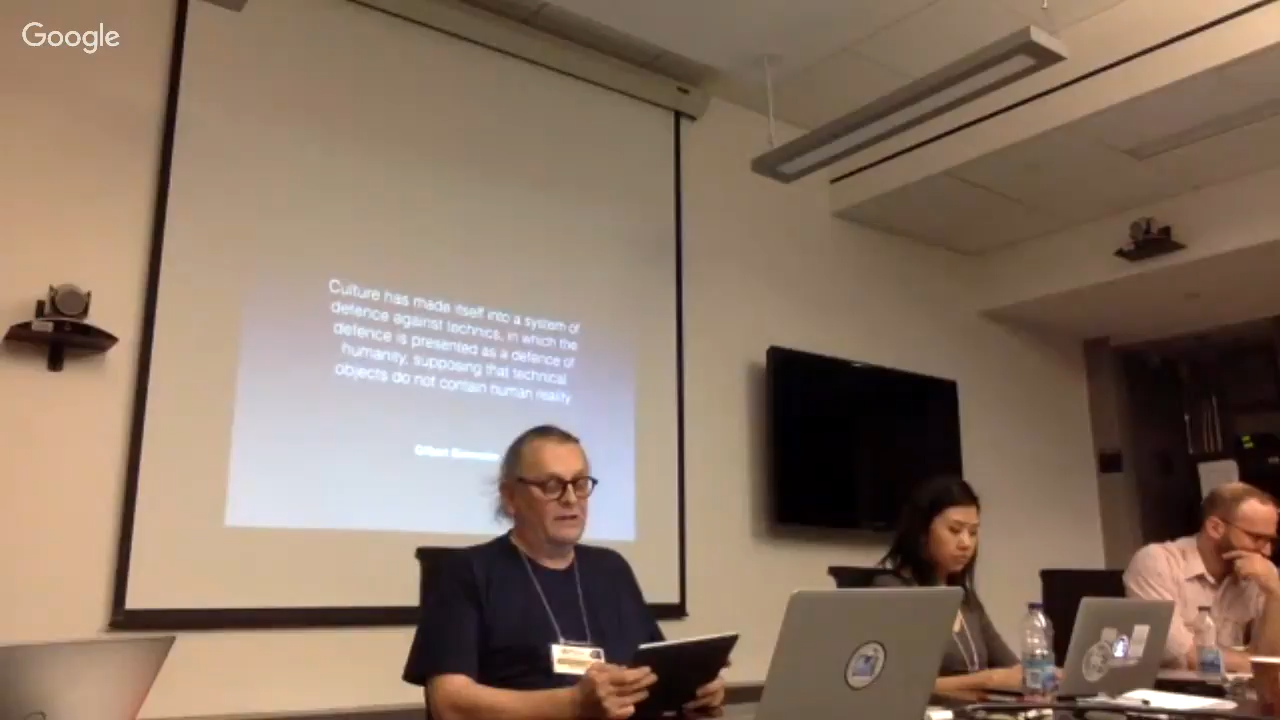 Google
Culture has made itself into a system of
defence against technics, in which the
defence is presented as a defence of
humanity, supposing that technical
objects do not contain human reality
Gilbert